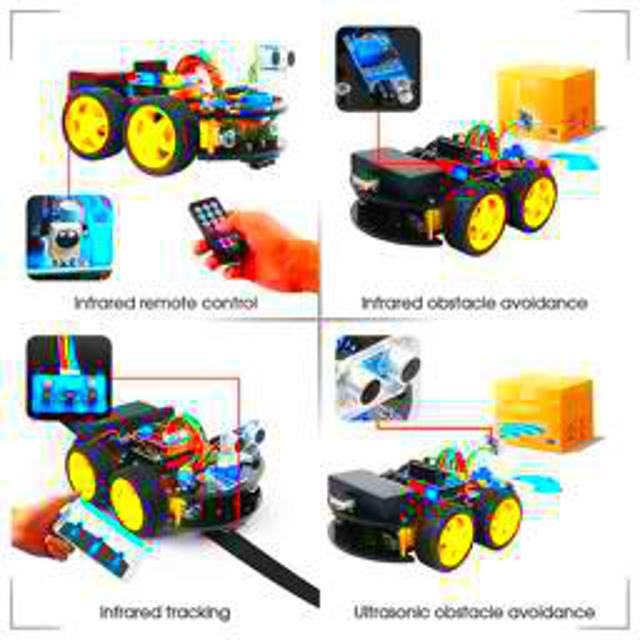 Infrared remote control
Infrared obstacle avoidance
Infrared tracking
Ultrasonic obstacle avoidance